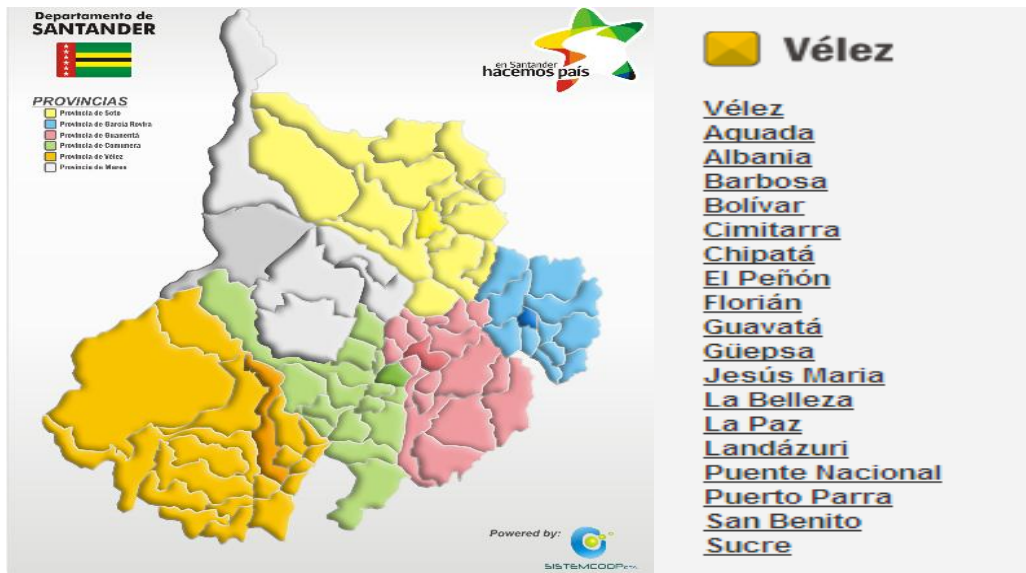 Departamento de
SANTANDER
en Santander
hacemos país
PROVINCIAS
Provincia de Soto
Provincia de García Rovira
Provincia de Guanentá
Provincia de Comunera
Provincia de Vélez
Provincia de Mares
Powered by:
SISTEMCOOP
Vélez
Vélez
Aguada
Albania
Barbosa
Bolívar
Cimitarra
Chipatá
El Peñón
Florián
Guavatá
Güepsa
Jesús Maria
La Belleza
La Paz
Landázuri
Puente Nacional
Puerto Parra
San Benito
Sucre